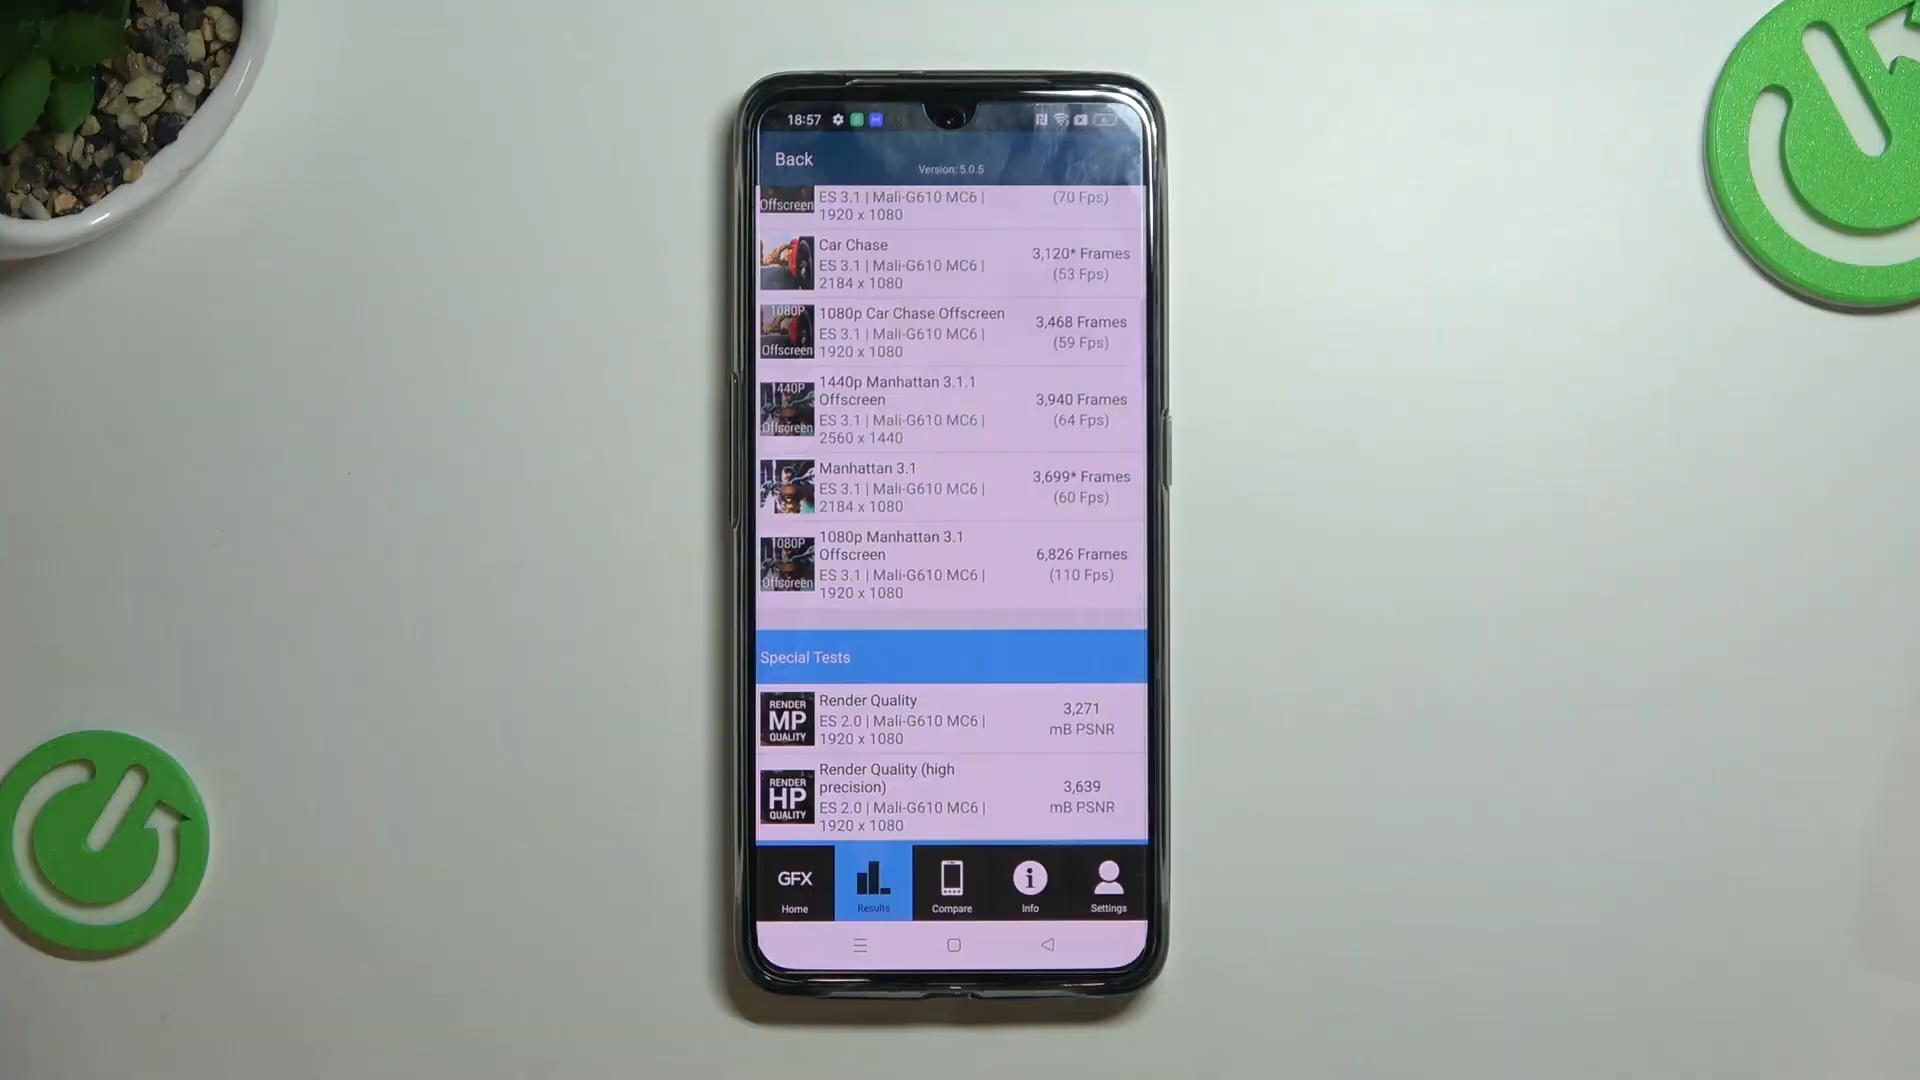 18:57
Back
Version: 5.0.5
Offscreen
ES 3.1 | Mali-G610 MC6 |
1920 x 1080
(70 Fps)
Car Chase
ES 3.1 | Mali-G610 MC6 |
2184 x 1080
3,120* Frames
(53 Fps)
1080P
Offscreen
1080p Car Chase Offscreen
ES 3.1 | Mali-G610 MC6 |
1920 x 1080
3,468 Frames
(59 Fps)
1440P
Offscreen
1440p Manhattan 3.1.1
Offscreen
ES 3.1 | Mali-G610 MC6 |
2560 x 1440
3,940 Frames
(64 Fps)
Manhattan 3.1
ES 3.1 | Mali-G610 MC6 |
2184 x 1080
3,699* Frames
(60 Fps)
1080P
Offscreen
1080p Manhattan 3.1
Offscreen
ES 3.1 | Mali-G610 MC6 |
1920 x 1080
6,826 Frames
(110 Fps)
Special Tests
RENDER
MP
QUALITY
Render Quality
ES 2.0 | Mali-G610 MC6 |
1920 x 1080
3,271
mB PSNR
RENDER
HP
QUALITY
Render Quality (high
precision)
ES 2.0 | Mali-G610 MC6 |
1920 x 1080
3,639
mB PSNR
GFX
Home
Results
Compare
Info
Settings